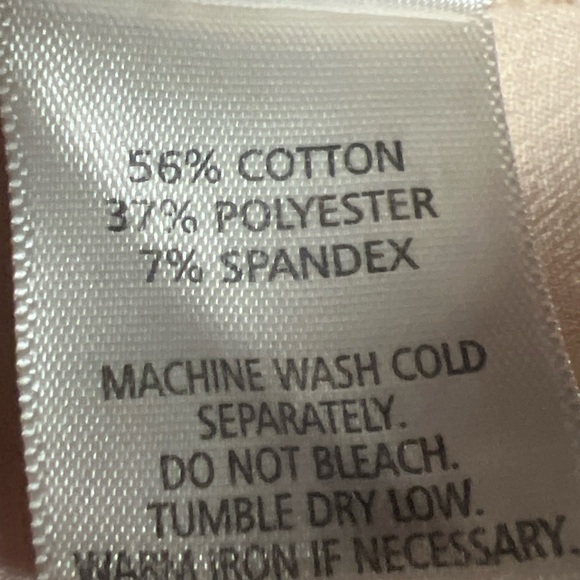 56% COTTON
37% POLYESTER
7% SPANDEX
MACHINE WASH COLD
SEPARATELY.
DO NOT BLEACH.
TUMBLE DRY LOW.
WARM IRON IF NECESSARY.